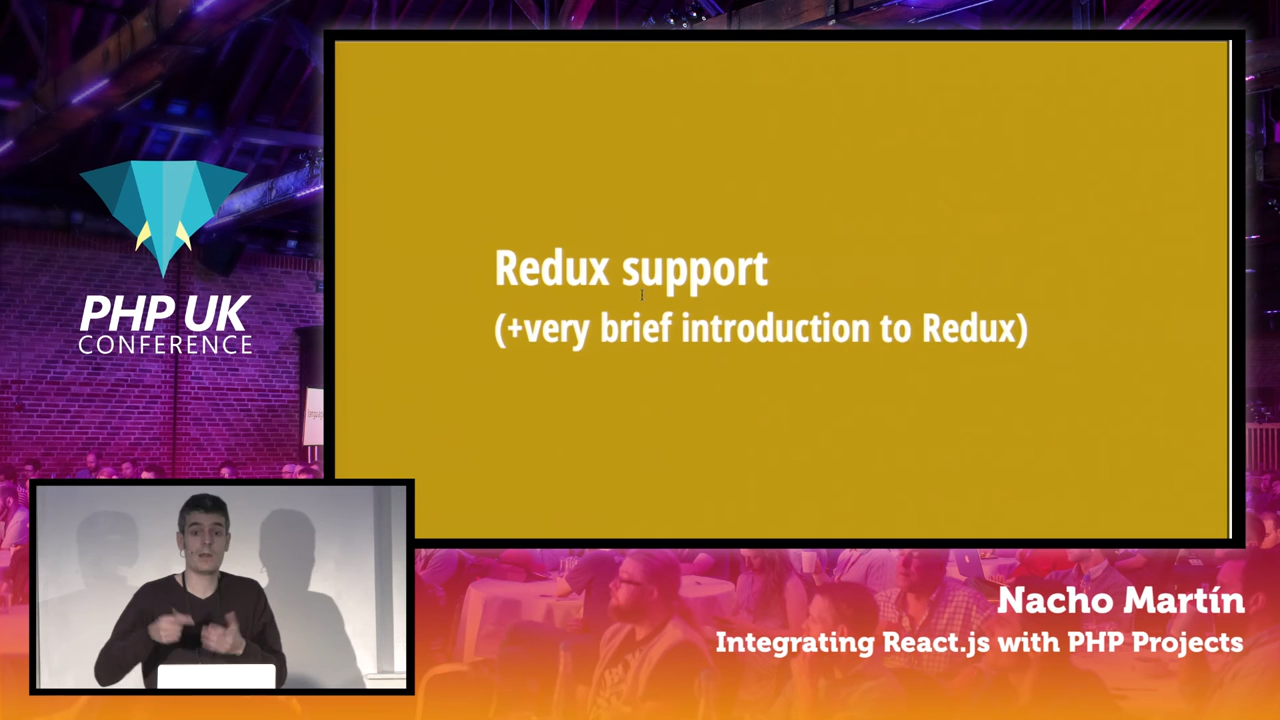 Redux support
(+very brief introduction to Redux)
PHP UK
CONFERENCE
Nacho Martín
Integrating React.js with PHP Projects